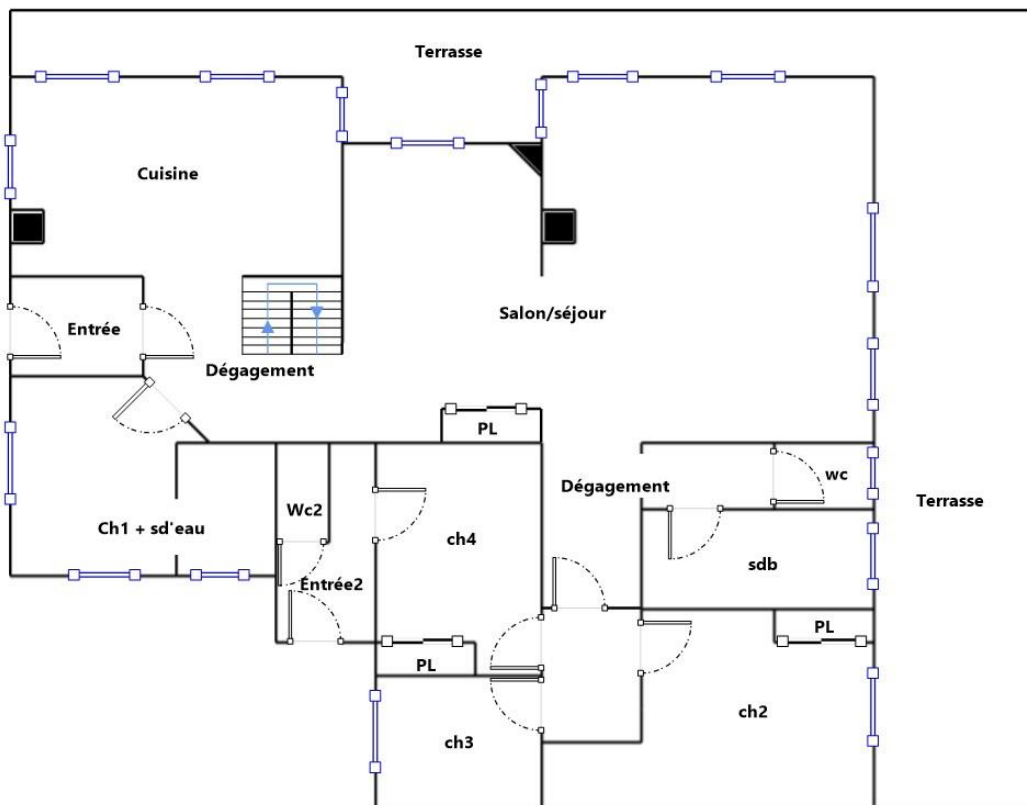 Terrasse
Cuisine
Entrée
Salon/séjour
Dégagement
PL
Dégagement
wc
Terrasse
Wc2
Ch1 + sd'eau
ch4
sdb
Entrée2
PL
PL
ch2
ch3